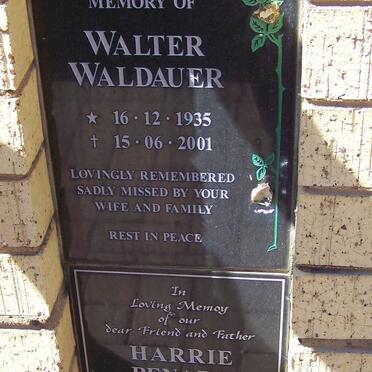 MEMORY OF
WALTER
WALDAUER
★ 16 · 12 · 1935
✝ 15 · 06 · 2001
LOVINGLY REMEMBERED
SADLY MISSED BY YOUR
WIFE AND FAMILY
REST IN PEACE
In
Loving Memoy
of our
dear Friend and Father
HARRIE